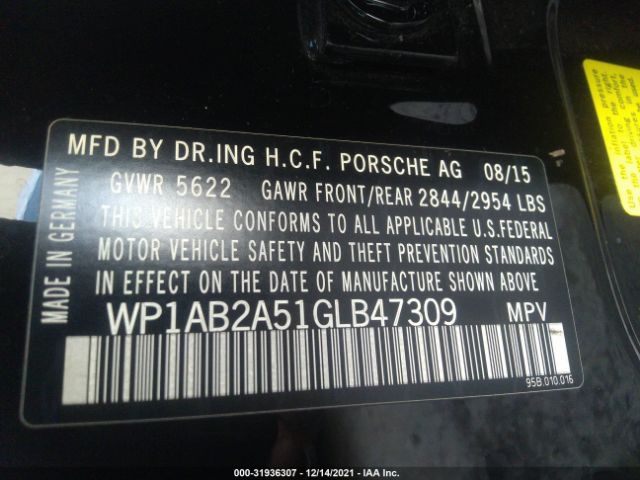 MFD BY DR.ING H.C.F. PORSCHE AG 08/15
GVWR 5622 GAWR FRONT/REAR 2844/2954 LBS
THIS VEHICLE CONFORMS TO ALL APPLICABLE U.S.FEDERAL
MOTOR VEHICLE SAFETY AND THEFT PREVENTION STANDARDS
IN EFFECT ON THE DATE OF MANUFACTURE SHOWN ABOVE
WP1AB2A51GLB47309 MPV
95B.010.016
MADE IN GERMANY
pressure
000-31936307 - 12/14/2021 - IAA Inc.